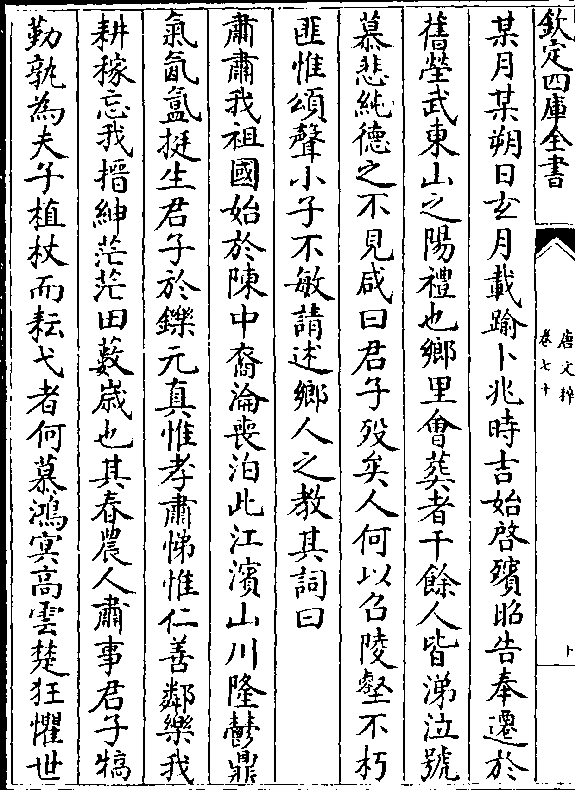 欽定四庫全書
唐文粹
卷七十
某月某朔日玄月載踰卜兆時吉始啓殯昭告奉遷於
舊塋武東山之陽禮也鄉里會葬者千餘人皆涕泣號
慕悲純德之不見咸曰君子歿矣人何以名陵壑不朽
匪惟頌聲小子不敏請述鄉人之教其詞曰
肅肅我祖國始於陳中裔淪喪泊此江濱山川隆鬱鼎
氣氤氳挺生君子於鑠元真惟孝肅悌惟仁善鄰樂我
耕稼忘我搢紳茫茫田藪嵗也其春農人肅事君子犒
勤孰為夫子植杖而耘弋者何慕鴻冥高雲楚狂懼世